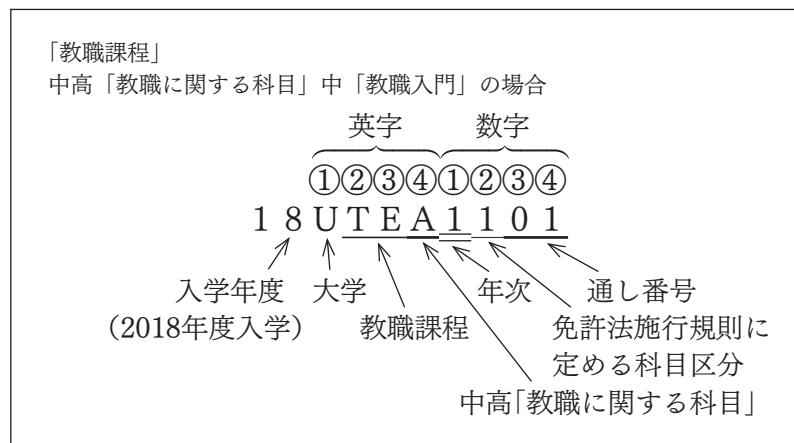 「教職課程」
中高「教職に関する科目」中「教職入門」の場合
英字 数字
①②③④①②③④
18UTEA1101
入学年度 大学 年次 通し番号
(2018年度入学) 教職課程 免許法施行規則に
定める科目区分
中高「教職に関する科目」